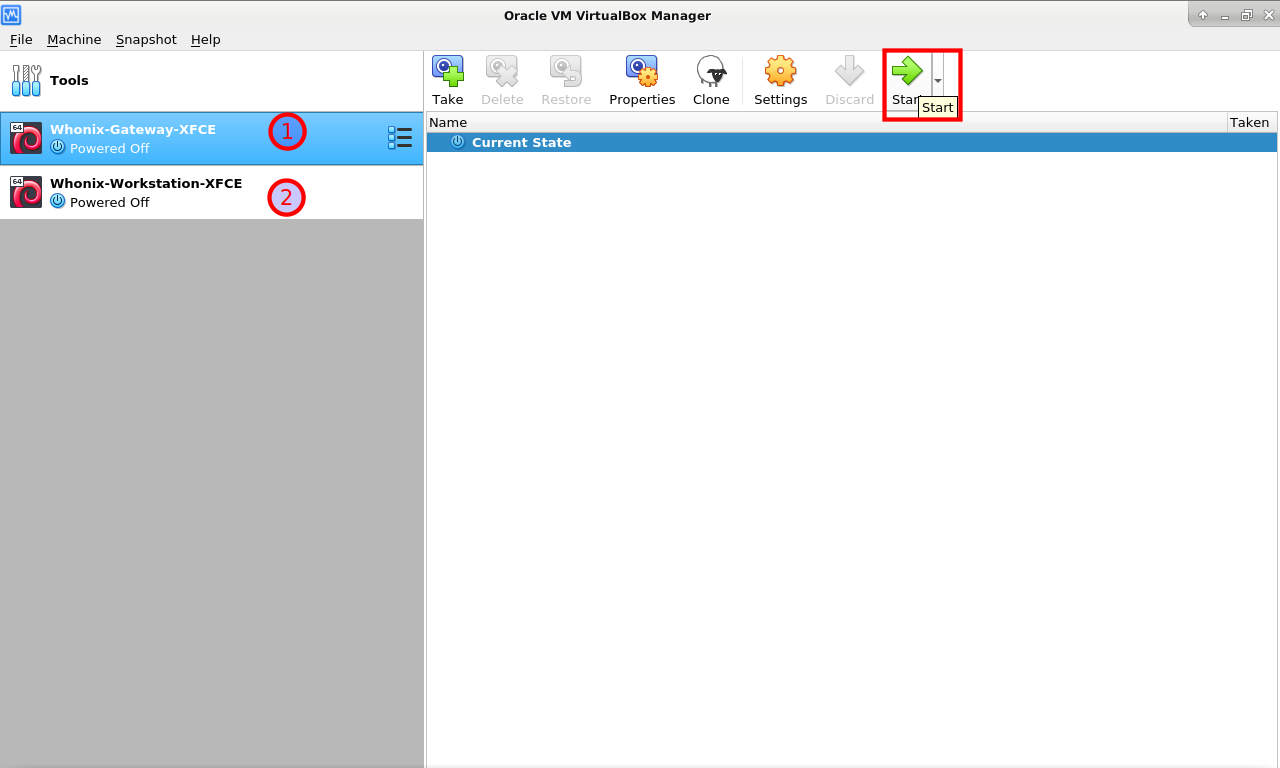 Oracle VM VirtualBox Manager
File Machine Snapshot Help
Tools
Take Delete Restore Properties Clone Settings Discard Start
Start
64 Whonix-Gateway-XFCE 1
Powered Off
64 Whonix-Workstation-XFCE 2
Powered Off
Name Taken
Current State